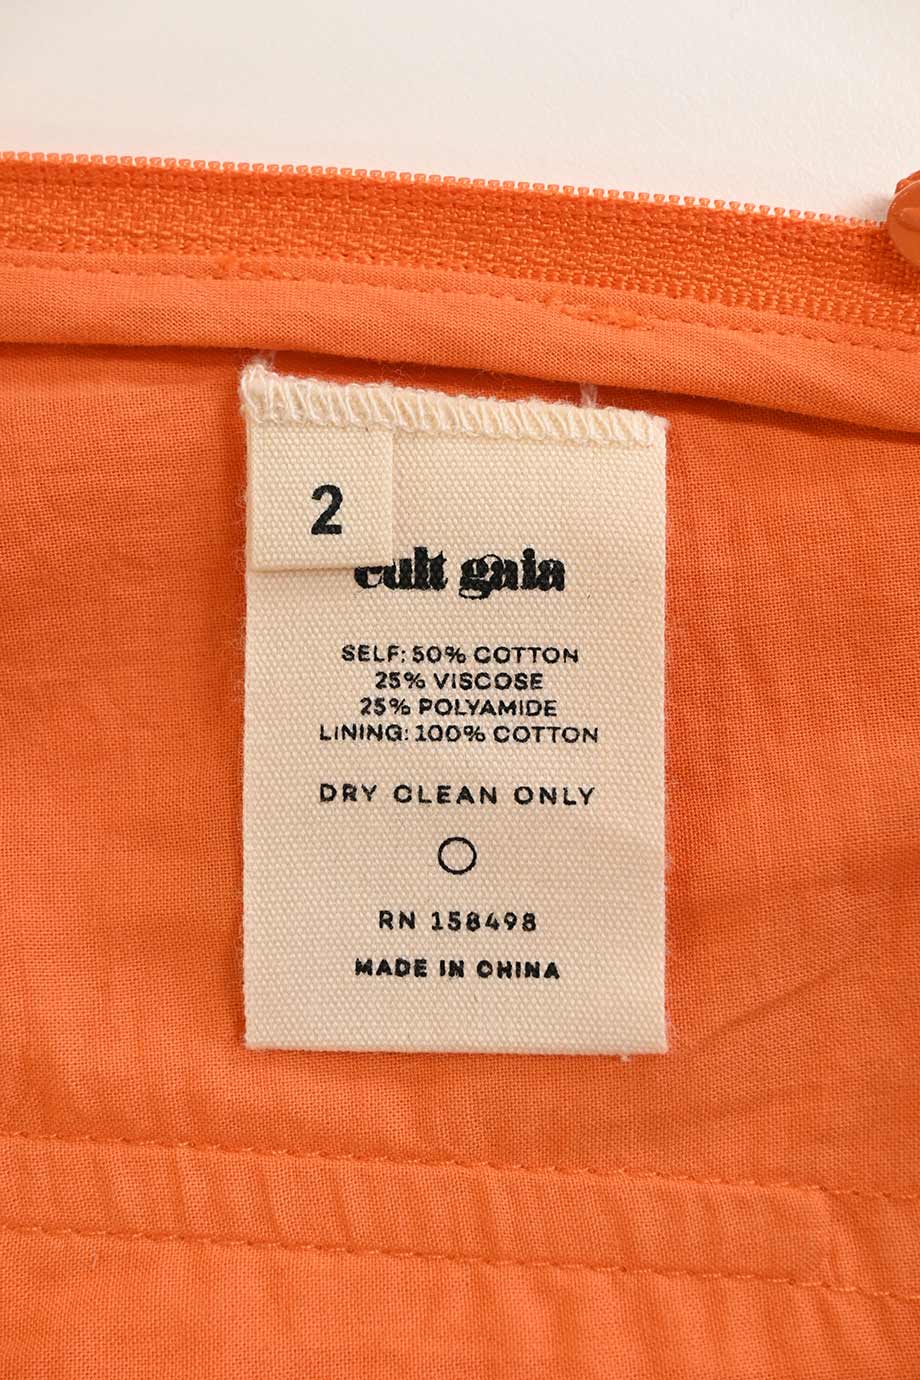 2
cult gaia
SELF: 50% COTTON
25% VISCOSE
25% POLYAMIDE
LINING: 100% COTTON
DRY CLEAN ONLY
RN 158498
MADE IN CHINA